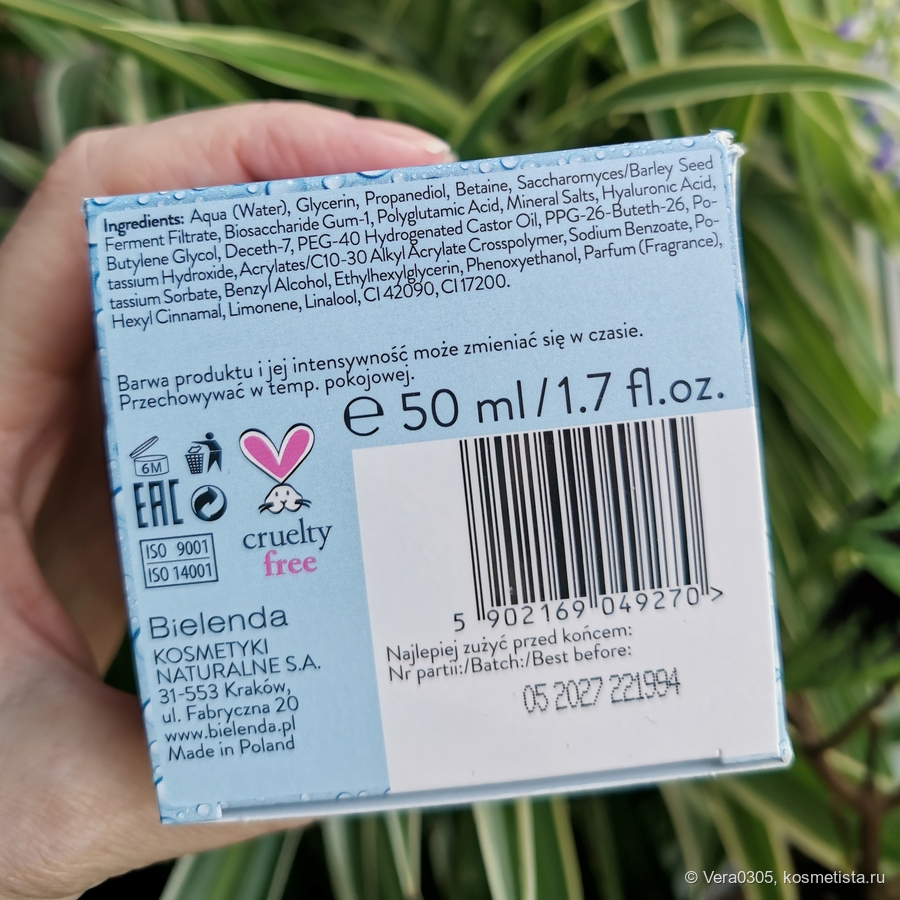 Ingredients: Aqua (Water), Glycerin, Propanediol, Betaine, Saccharomyces/Barley Seed
Ferment Filtrate, Biosaccharide Gum-1, Polyglutamic Acid, Mineral Salts, Hyaluronic Acid,
Butylene Glycol, Deceth-7, PEG-40 Hydrogenated Castor Oil, PPG-26-Buteth-26, Po-
tassium Hydroxide, Acrylates/C10-30 Alkyl Acrylate Crosspolymer, Sodium Benzoate, Po-
tassium Sorbate, Benzyl Alcohol, Ethylhexylglycerin, Phenoxyethanol, Parfum (Fragrance),
Hexyl Cinnamal, Limonene, Linalool, CI 42090, CI 17200.
Barwa produktu i jej intensywność może zmieniać się w czasie.
Przechowywać w temp. pokojowej.
e 50 ml/1.7 fl.oz.
6M
EAC
cruelty
free
ISO 9001
ISO 14001
Bielenda
KOSMETYKI
NATURALNE S.A.
31-553 Kraków,
ul. Fabryczna 20
www.bielenda.pl
Made in Poland
5 902169 049270 >
Najlepiej zużyć przed końcem:
Nr partii:/Batch:/Best before:
05 2027 221994
© Vera0305, kosmetista.ru